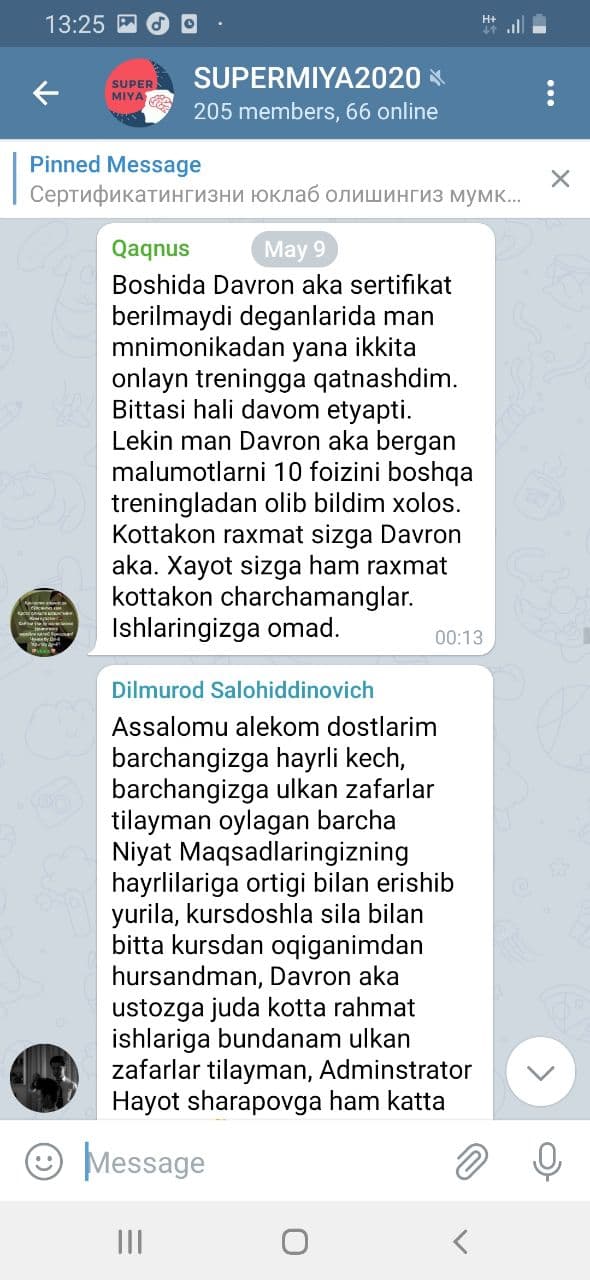 13:25
H+
SUPER
MIYA
SUPERMIYA2020
205 members, 66 online
Pinned Message
Сертификатингизни юклаб олишингиз мумк...
Qaqnus
May 9
Boshida Davron aka sertifikat
berilmaydi deganlarida man
mnimonikadan yana ikkita
onlayn treningga qatnashdim.
Bittasi hali davom etyapti.
Lekin man Davron aka bergan
malumotlarni 10 foizini boshqa
treningladan olib bildim xolos.
Kottakon raxmat sizga Davron
aka. Xayot sizga ham raxmat
kottakon charchamanglar.
Ishlaringizga omad.
00:13
Dilmurod Salohiddinovich
Assalomu alekom dostlarim
barchangizga hayrli kech,
barchangizga ulkan zafarlar
tilayman oylagan barcha
Niyat Maqsadlaringizning
hayrlilariga ortigi bilan erishib
yurila, kursdoshla sila bilan
bitta kursdan oqiganimdan
hursandman, Davron aka
ustozga juda kotta rahmat
ishlariga bundanam ulkan
zafarlar tilayman, Adminstrator
Hayot sharapovga ham katta
Message